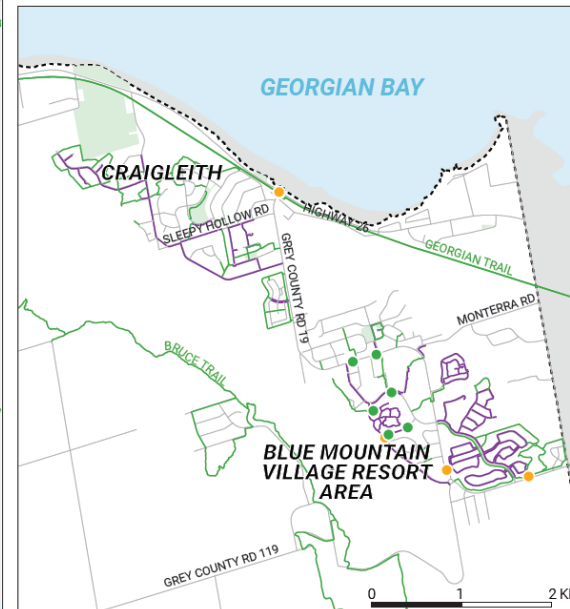 GEORGIAN BAY
CRAIGLEITH
SLEEPY HOLLOW RD
HIGHWAY 26
GREY COUNTY RD 19
GEORGIAN TRAIL
MONTERRA RD
BRUCE TRAIL
BLUE MOUNTAIN
VILLAGE RESORT
AREA
GREY COUNTY RD 119
0 1 2